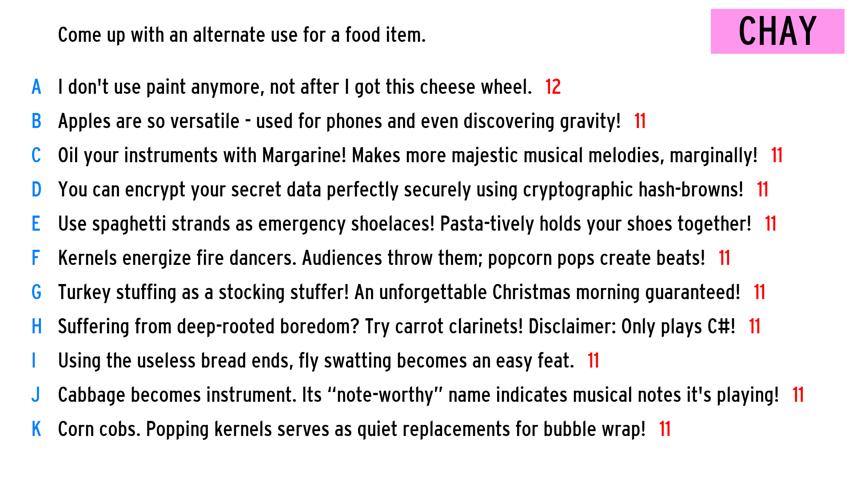 Come up with an alternate use for a food item.
CHAY
A I don't use paint anymore, not after I got this cheese wheel. 12
B Apples are so versatile - used for phones and even discovering gravity! 11
C Oil your instruments with Margarine! Makes more majestic musical melodies, marginally! 11
D You can encrypt your secret data perfectly securely using cryptographic hash-browns! 11
E Use spaghetti strands as emergency shoelaces! Pasta-tively holds your shoes together! 11
F Kernels energize fire dancers. Audiences throw them; popcorn pops create beats! 11
G Turkey stuffing as a stocking stuffer! An unforgettable Christmas morning guaranteed! 11
H Suffering from deep-rooted boredom? Try carrot clarinets! Disclaimer: Only plays C#! 11
I Using the useless bread ends, fly swatting becomes an easy feat. 11
J Cabbage becomes instrument. Its “note-worthy” name indicates musical notes it's playing! 11
K Corn cobs. Popping kernels serves as quiet replacements for bubble wrap! 11